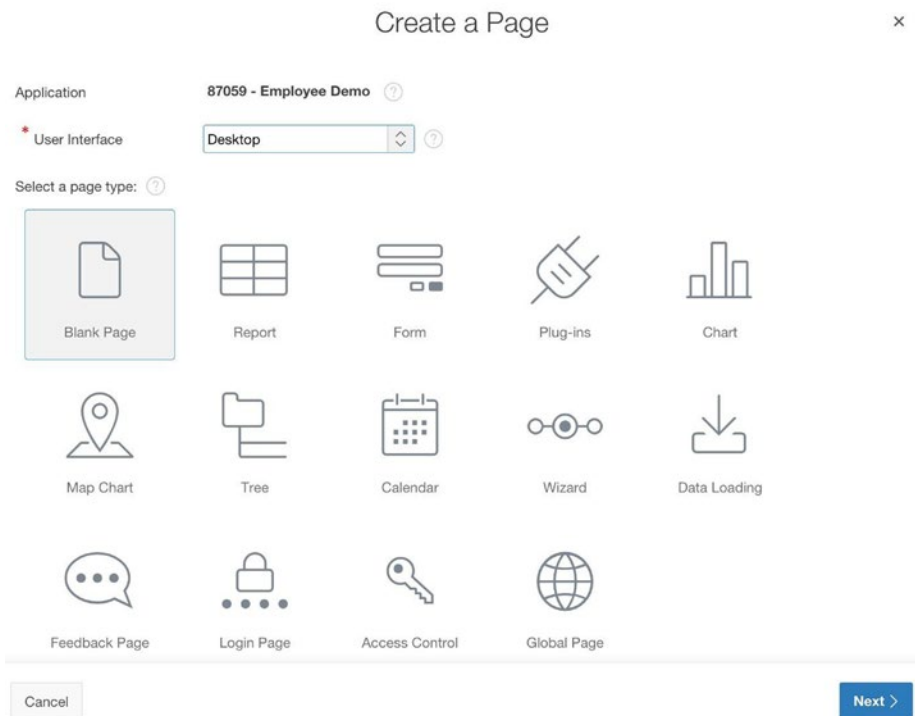 Create a Page
×
Application 87059 - Employee Demo ?
* User Interface Desktop ?
Select a page type: ?
Blank Page Report Form Plug-ins Chart
Map Chart Tree Calendar Wizard Data Loading
Feedback Page Login Page Access Control Global Page
Cancel Next >